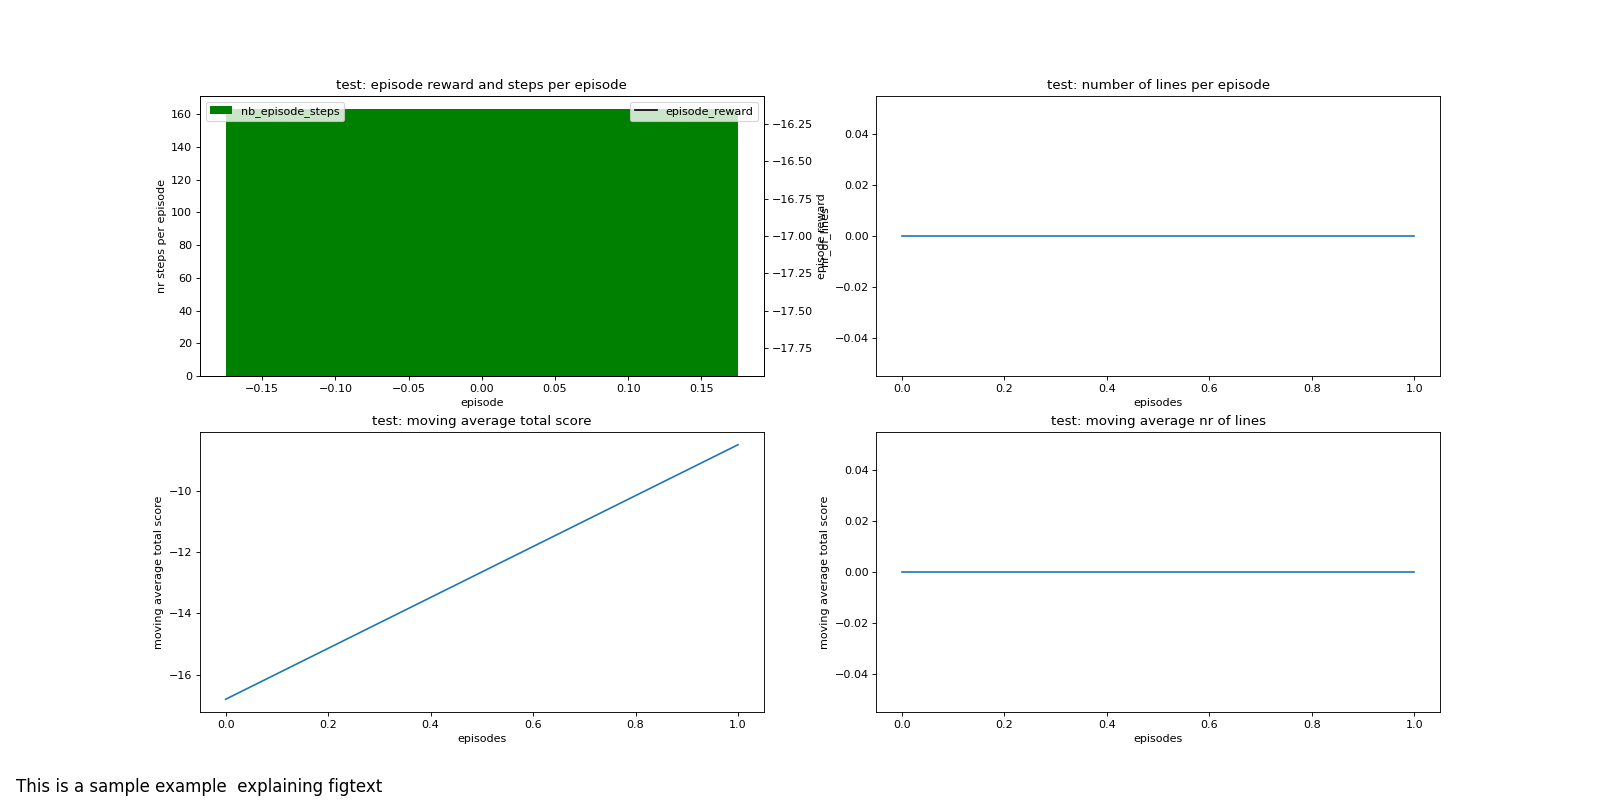 test: episode reward and steps per episode
nb_episode_steps
episode_reward
160
140
120
100
80
60
40
20
0
nr steps per episode
−16.25
−16.50
−16.75
−17.00
−17.25
−17.50
−17.75
episode reward
−0.15 −0.10 −0.05 0.00 0.05 0.10 0.15
episode
test: number of lines per episode
nr_of_lines
0.04
0.02
0.00
−0.02
−0.04
0.0 0.2 0.4 0.6 0.8 1.0
episodes
test: moving average total score
moving average total score
−10
−12
−14
−16
0.0 0.2 0.4 0.6 0.8 1.0
episodes
test: moving average nr of lines
moving average total score
0.04
0.02
0.00
−0.02
−0.04
0.0 0.2 0.4 0.6 0.8 1.0
episodes
This is a sample example  explaining figtext